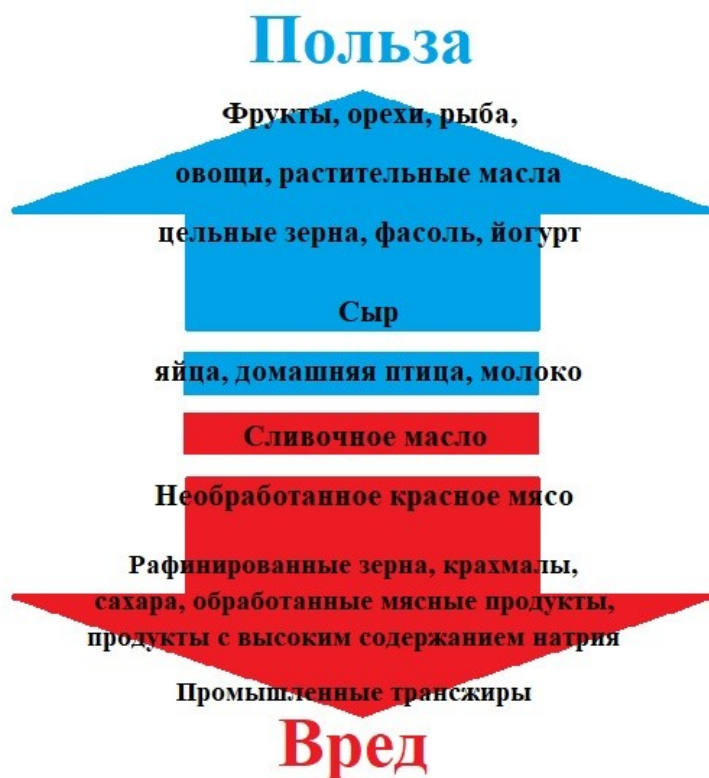 Польза
Фрукты, орехи, рыба,
овощи, растительные масла
цельные зерна, фасоль, йогурт
Сыр
яйца, домашняя птица, молоко
Сливочное масло
Необработанное красное мясо
Рафинированные зерна, крахмалы,
сахара, обработанные мясные продукты,
продукты с высоким содержанием натрия
Промышленные трансжиры
Вред